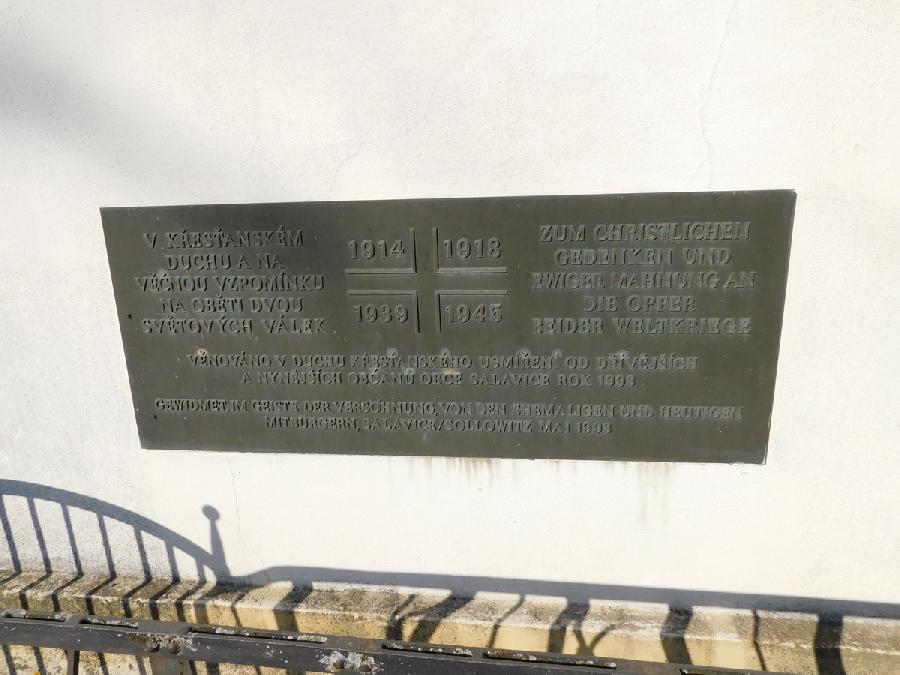 V KŘESŤANSKÉM
DUCHU A NA
VĚČNOU VZPOMÍNKU
NA OBĚTI DVOU
SVĚTOVÝCH VÁLEK
1914 1918
1939 1945
ZUM CHRISTLICHEN
GEDENKEN UND
EWIGER MAHNUNG AN
DIE OPFER
BEIDER WELTKRIEGE
VĚNOVÁNO V DUCHU KŘESŤANSKÉHO USMÍŘENÍ OD DŘÍVĚJŠÍCH
A NYNĚJŠÍCH OBČANŮ OBCE SALAVICE ROK 1993
GEWIDMET, IM GEISTE DER VERSÖHNUNG, VON DEN EHEMALIGEN UND HEUTIGEN
MITBÜRGERN, SALAVICE/SOLLOWITZ MAI 1993